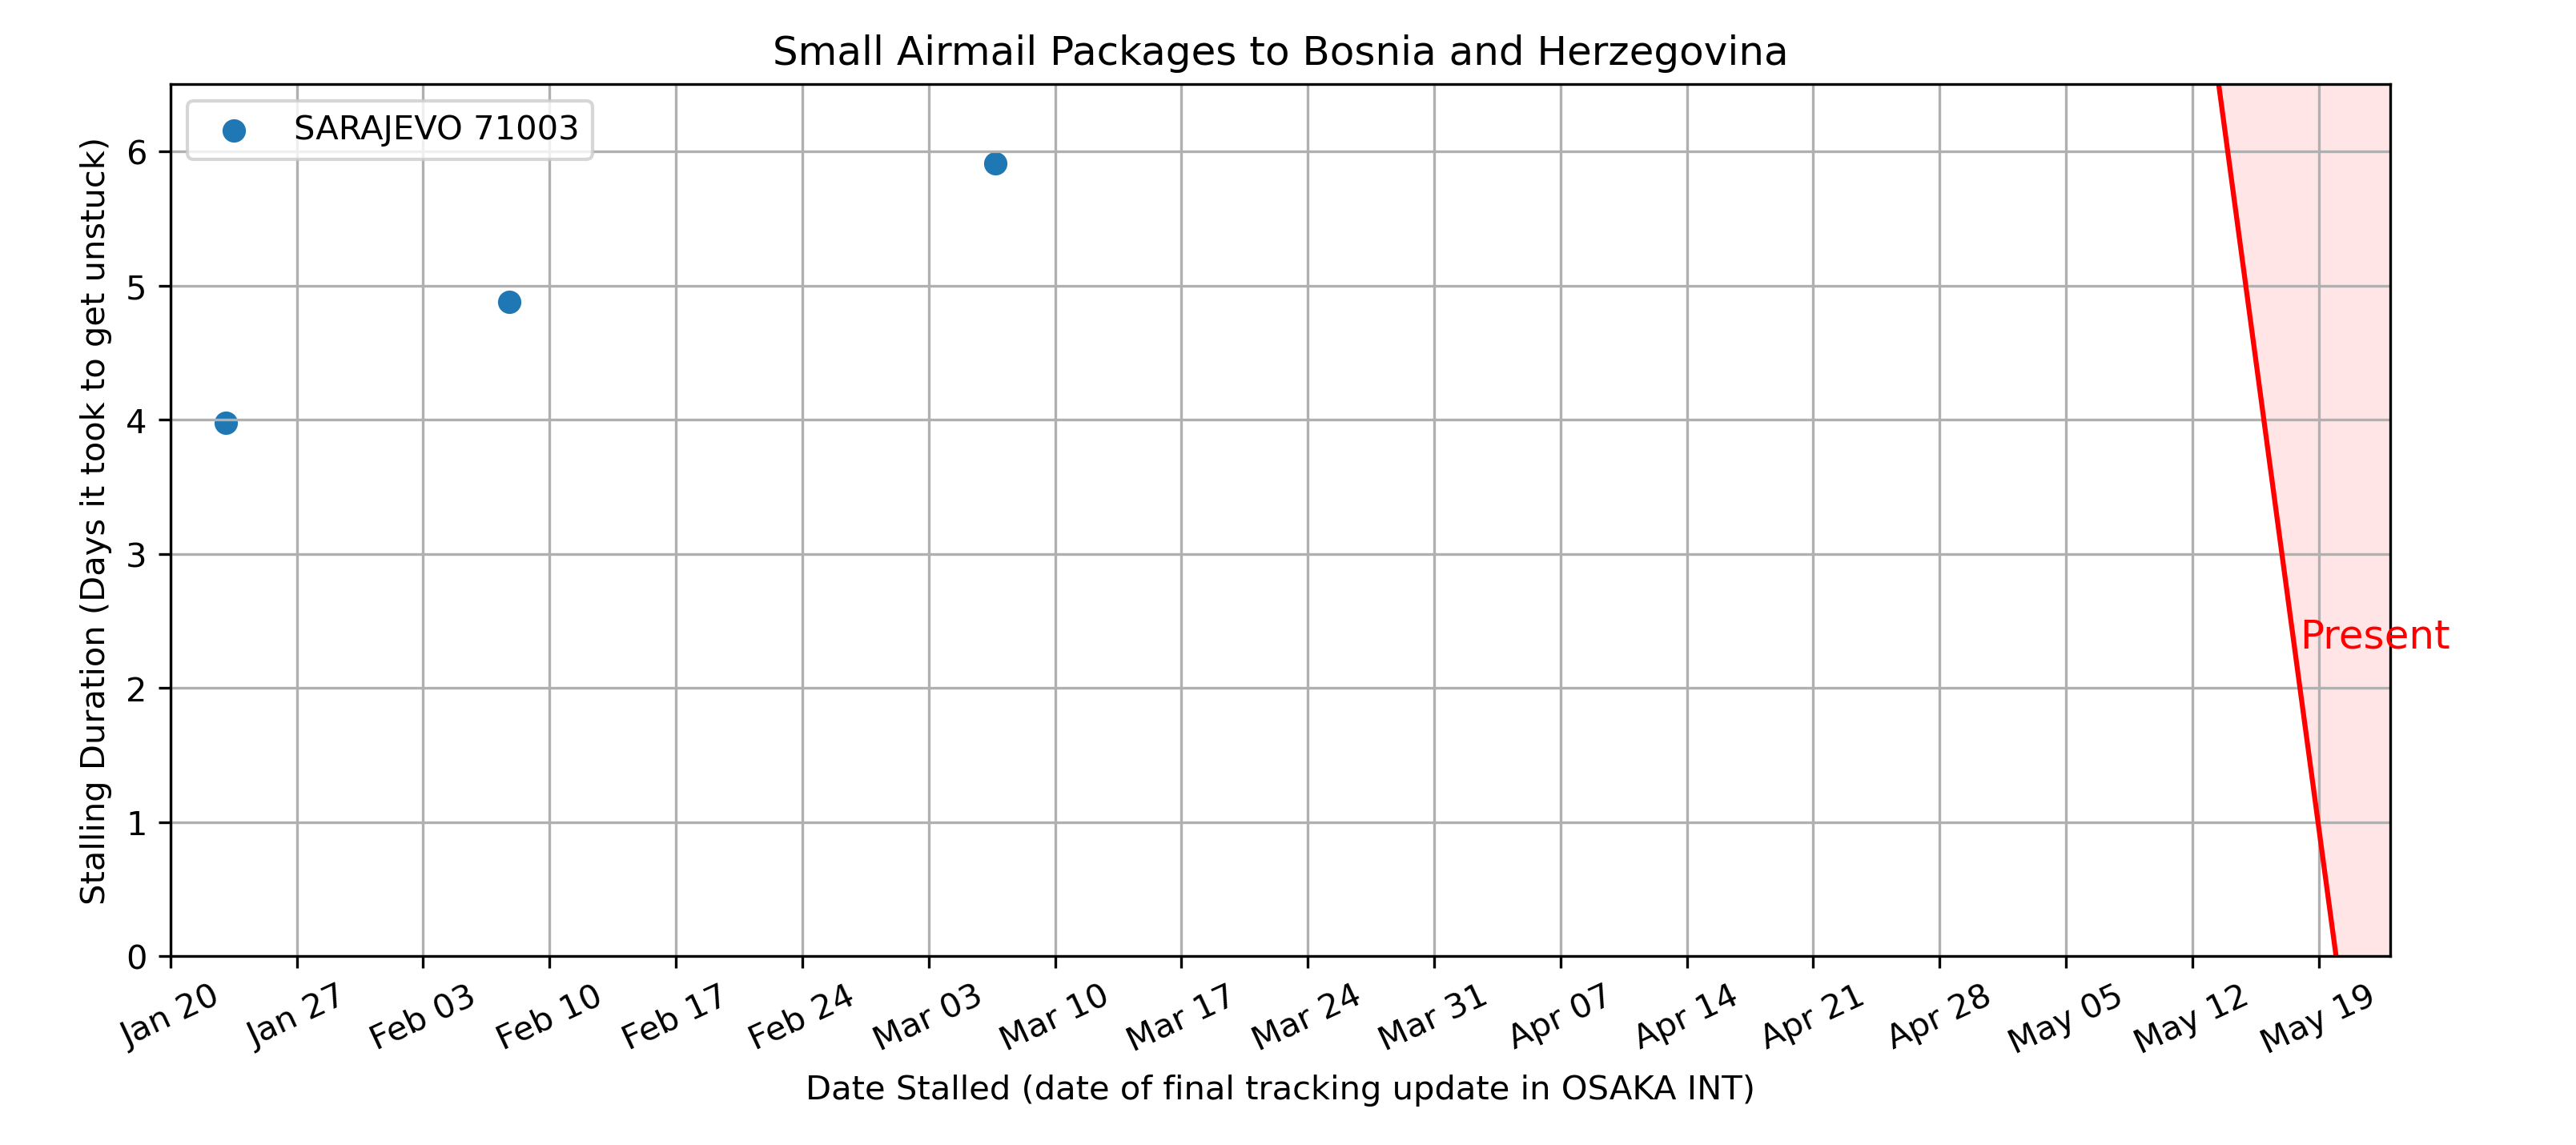 Small Airmail Packages to Bosnia and Herzegovina
SARAJEVO 71003
Stalling Duration (Days it took to get unstuck)
6
5
4
3
2
1
0
Present
Jan 20
Jan 27
Feb 03
Feb 10
Feb 17
Feb 24
Mar 03
Mar 10
Mar 17
Mar 24
Mar 31
Apr 07
Apr 14
Apr 21
Apr 28
May 05
May 12
May 19
Date Stalled (date of final tracking update in OSAKA INT)